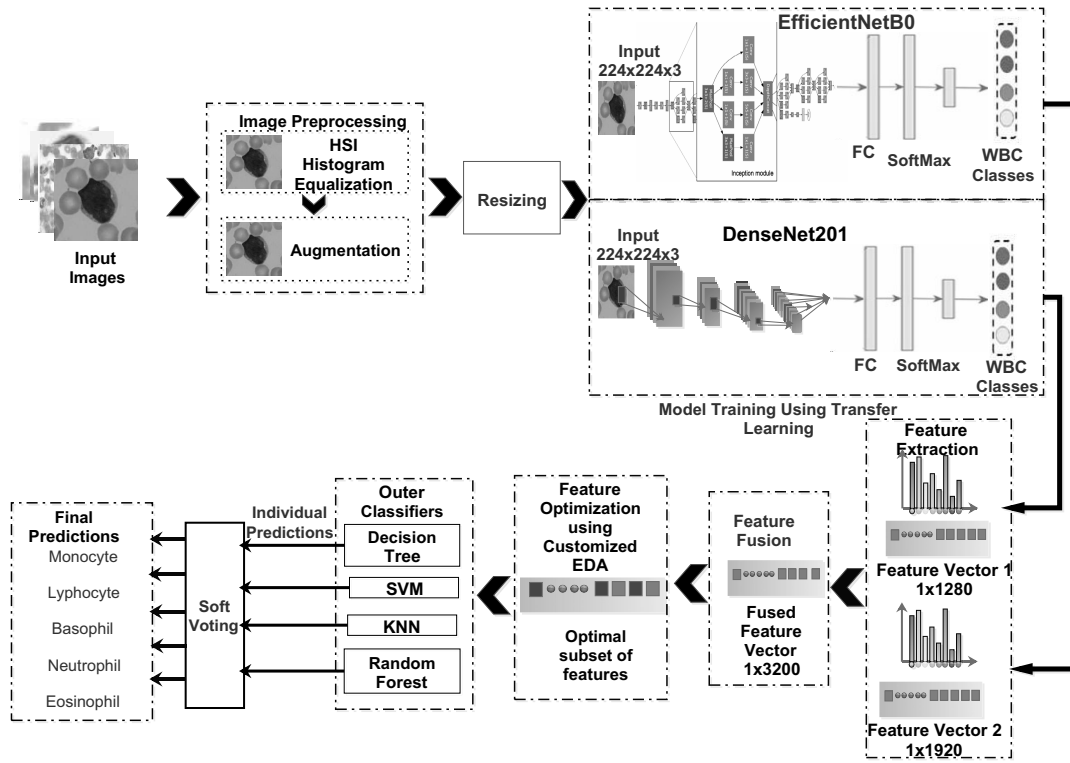 Input
Images
Image Preprocessing
HSI
Histogram
Equalization
Augmentation
Resizing
EfficientNetB0
Input
224x224x3
Inception module
FC
SoftMax
WBC
Classes
DenseNet201
Input
224x224x3
FC
SoftMax
WBC
Classes
Model Training Using Transfer
Learning
Feature
Extraction
Feature Vector 1
1x1280
Feature Vector 2
1x1920
Feature
Fusion
Fused
Feature
Vector
1x3200
Feature
Optimization
using
Customized
EDA
Optimal
subset of
features
Outer
Classifiers
Decision
Tree
SVM
KNN
Random
Forest
Individual
Predictions
Soft
Voting
Final
Predictions
Monocyte
Lyphocyte
Basophil
Neutrophil
Eosinophil